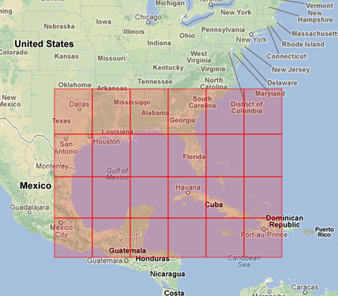 Vermont
New York
New Hampshire
Chicago
Iowa
New York
Massachusetts
Nebraska
Illinois
Indiana
Ohio
Rhode Island
United States
West
Virginia
Connecticut
Kansas
Missouri
New Jersey
Kentucky
Virginia
Delaware
Oklahoma
Arkansas
Tennessee
North
Carolina
Maryland
New
Mexico
Dallas
Mississippi
South
Carolina
District of
Columbia
Alabama
Texas
Georgia
Louisiana
San
Antonio
Houston
Monterrey
Gulf of
Mexico
Florida
Mexico
Havana
Guadalajara
Cuba
Mexico
City
Dominican
Republic
Port-au-Prince
Puerto
Rico
Guatemala
Guatemala
Honduras
Caribbean
Sea
Nicaragua
Caracas
Costa